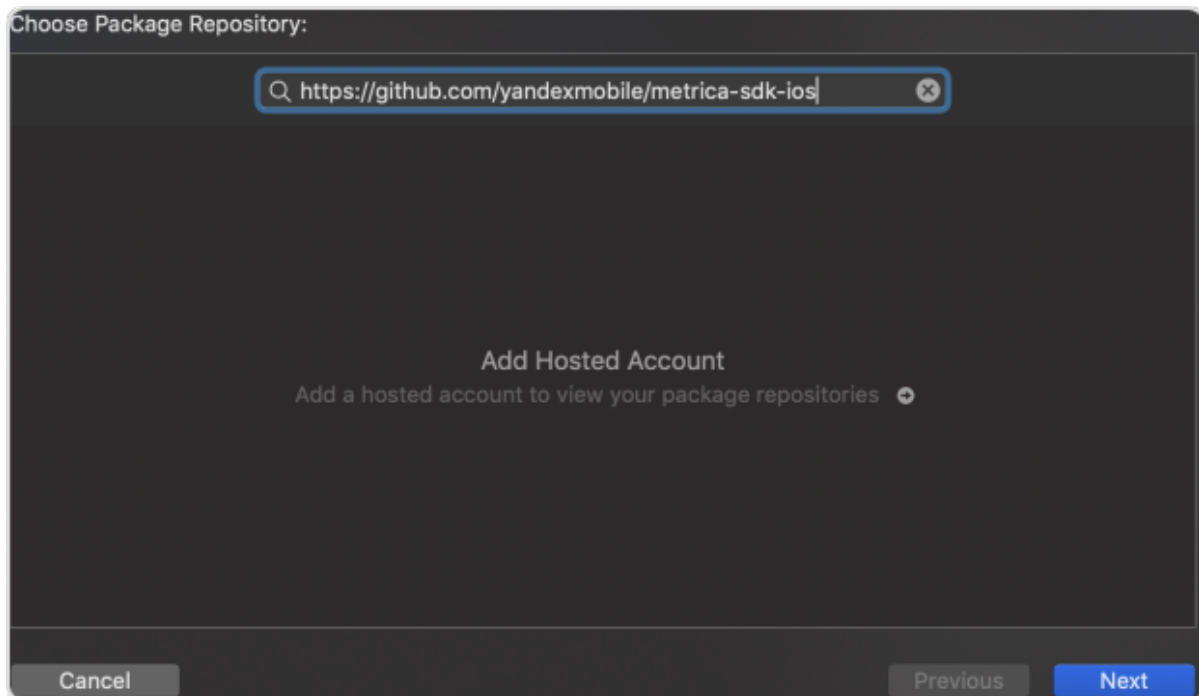 Choose Package Repository:
https://github.com/yandexmobile/metrica-sdk-ios
Add Hosted Account
Add a hosted account to view your package repositories
Cancel
Previous
Next